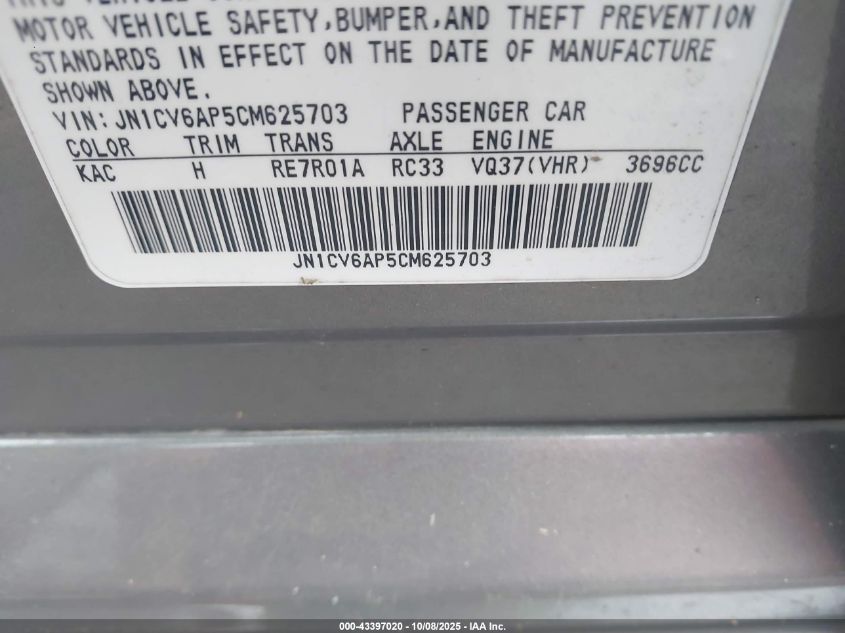 MOTOR VEHICLE SAFETY, BUMPER, AND THEFT PREVENTION
STANDARDS IN EFFECT ON THE DATE OF MANUFACTURE
SHOWN ABOVE.
VIN: JN1CV6AP5CM625703 PASSENGER CAR
COLOR TRIM TRANS AXLE ENGINE
KAC H RE7R01A RC33 VQ37(VHR) 3696CC
JN1CV6AP5CM625703
000-43397020 - 10/08/2025 - IAA Inc.